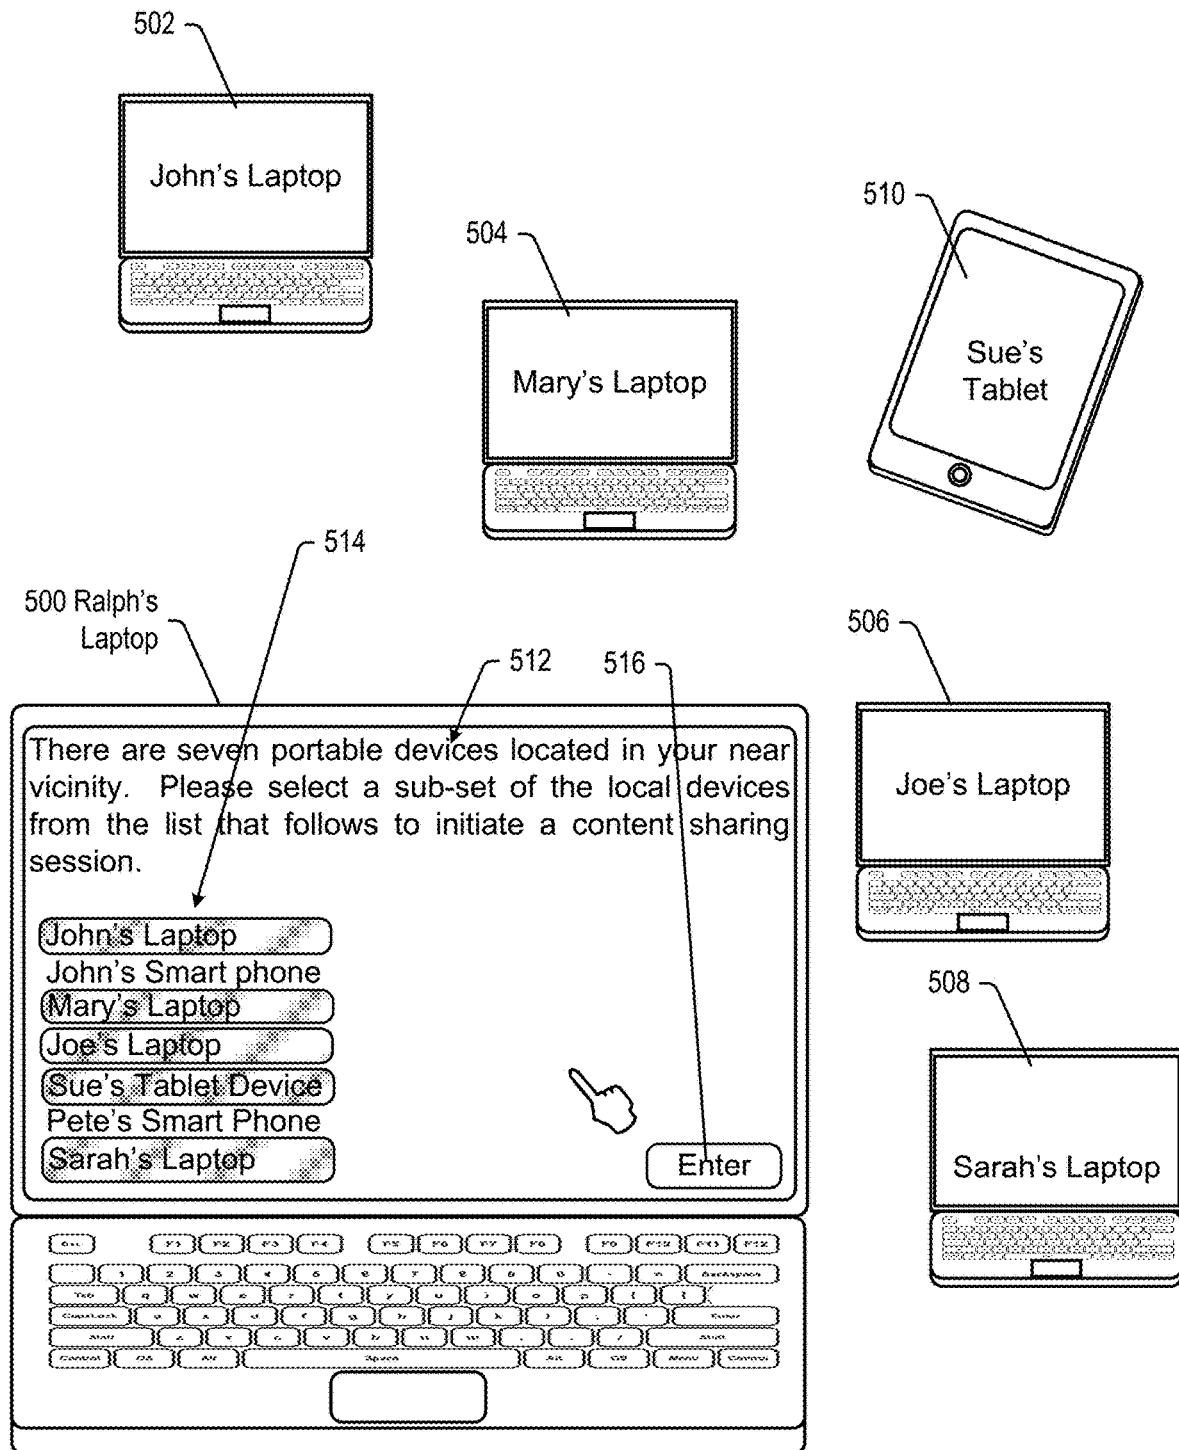 502
John's Laptop
504
Mary's Laptop
510
Sue's
Tablet
514
500 Ralph's
Laptop
512
516
506
Joe's Laptop
508
Sarah's Laptop
There are seven portable devices located in your near
vicinity. Please select a sub-set of the local devices
from the list that follows to initiate a content sharing
session.
John's Laptop
John's Smart phone
Mary's Laptop
Joe's Laptop
Sue's Tablet Device
Pete's Smart Phone
Sarah's Laptop
Enter